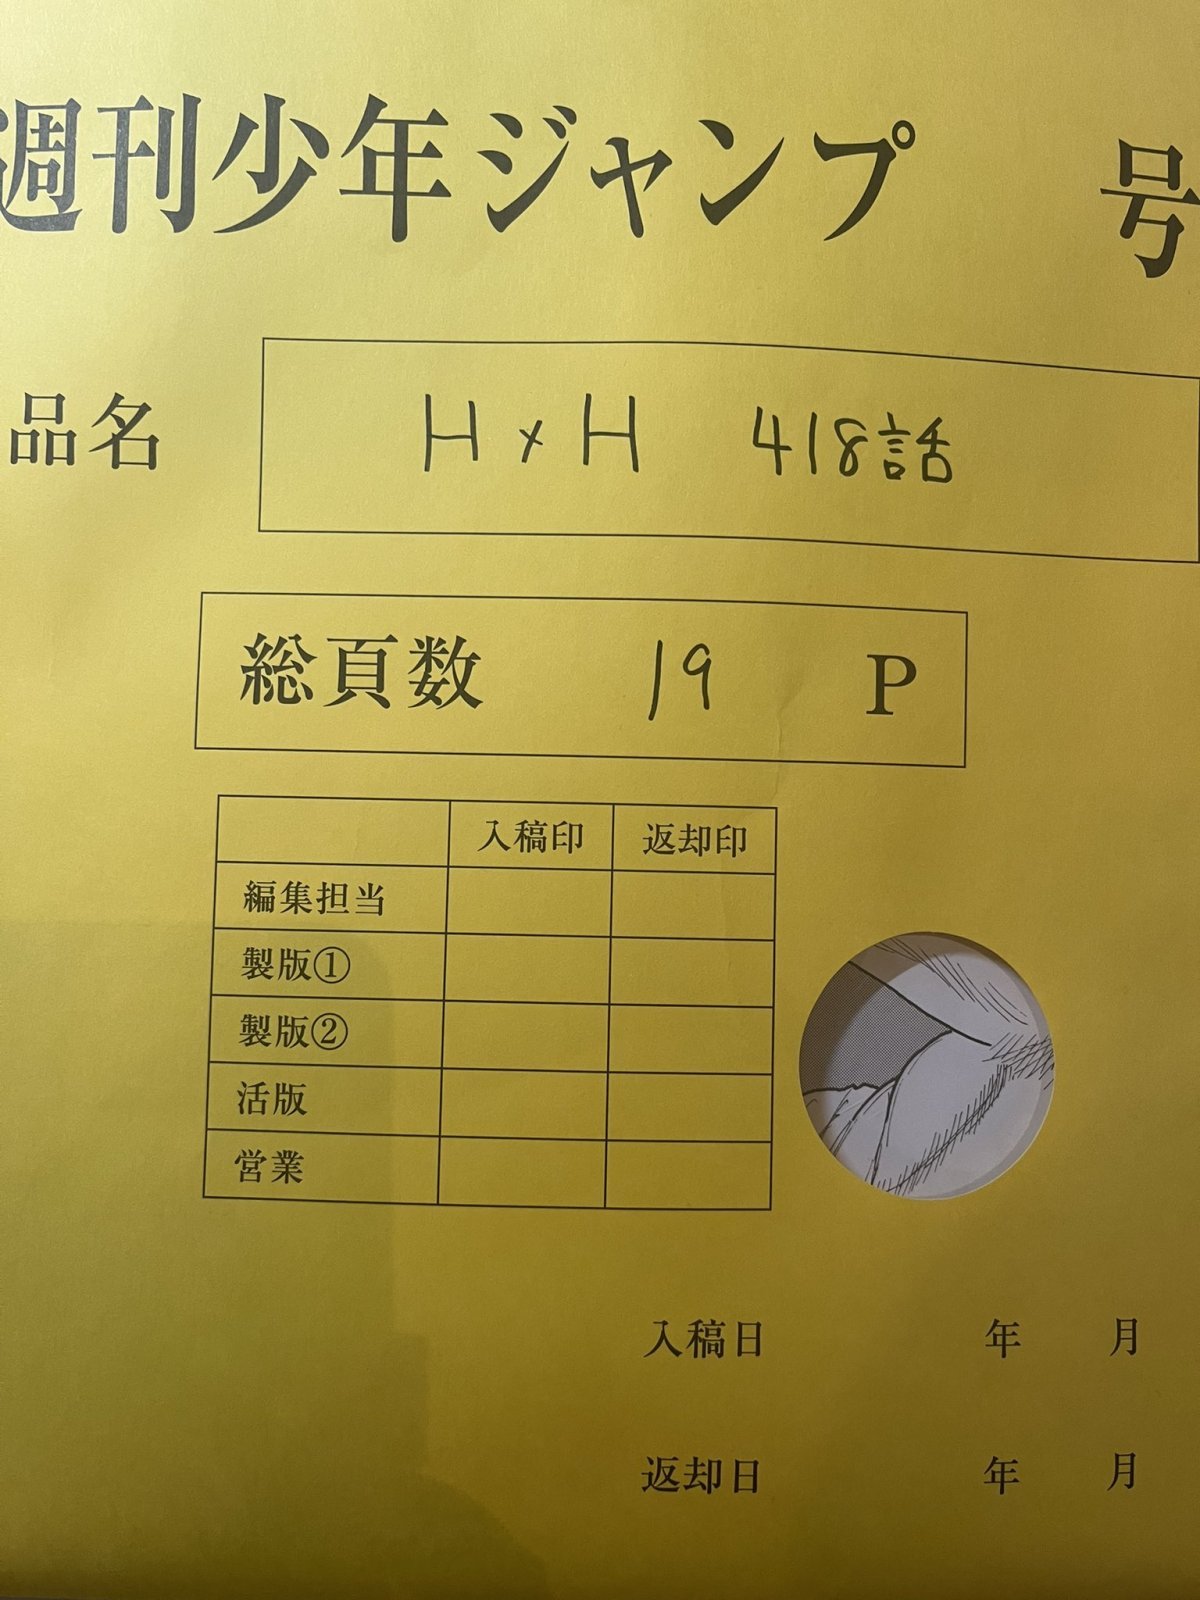 週刊少年ジャンプ 号
品名 H×H 418話
総頁数 19 P
入稿印 返却印
編集担当
製版①
製版②
活版
営業
入稿日 年 月
返却日 年 月